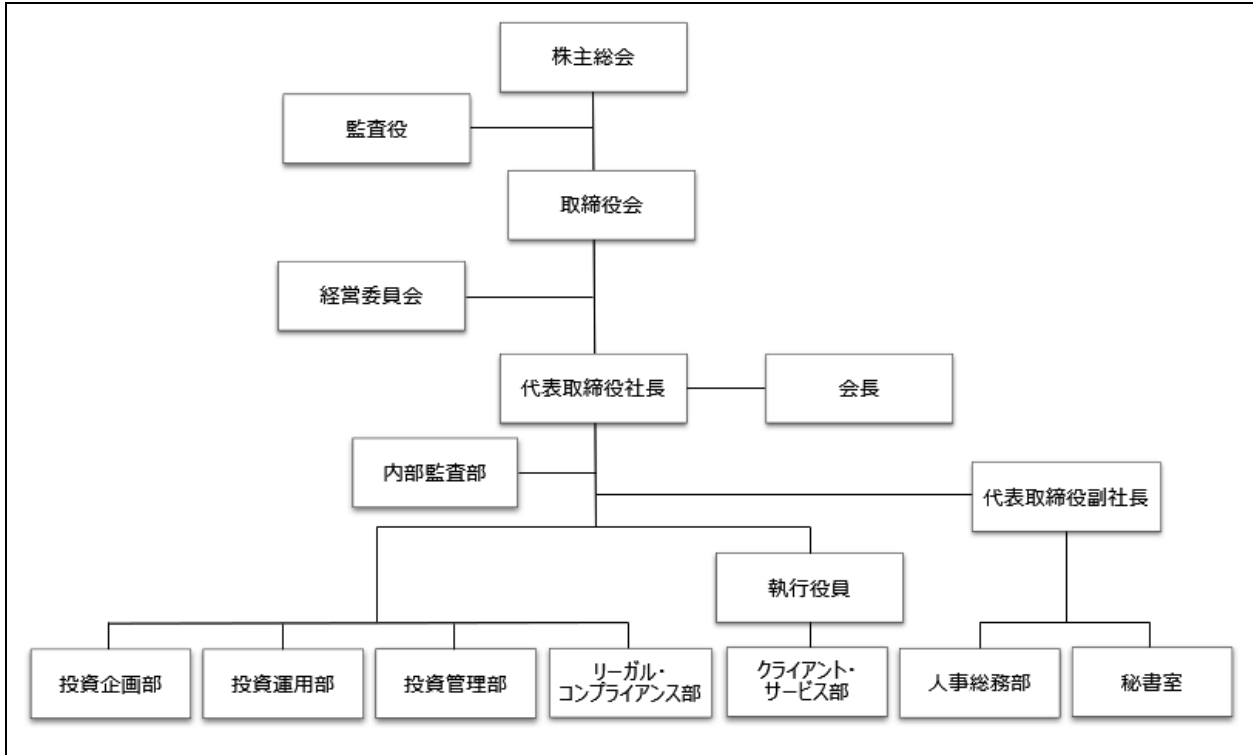 株主総会
監査役
取締役会
経営委員会
代表取締役社長
会長
内部監査部
代表取締役副社長
執行役員
投資企画部
投資運用部
投資管理部
リーガル・
コンプライアンス部
クライアント・
サービス部
人事総務部
秘書室